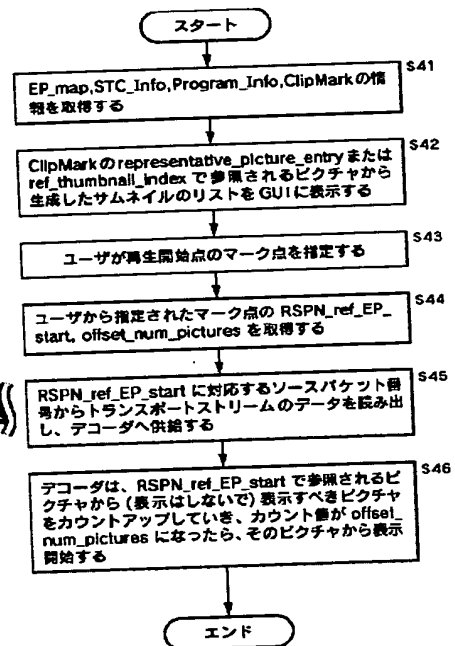 スタート
S41
EP_map,STC_Info,Program_Info,ClipMarkの情
報を取得する
S42
ClipMarkのrepresentative_picture_entryまたは
ref_thumbnail_indexで参照されるピクチャから
生成したサムネイルのリストをGUIに表示する
S43
ユーザが再生開始点のマーク点を指定する
S44
ユーザから指定されたマーク点の RSPN_ref_EP_
start, offset_num_pictures を取得する
S45
RSPN_ref_EP_start に対応するソースパケット番
号からトランスポートストリームのデータを読み出
し、デコーダへ供給する
S46
デコーダは、RSPN_ref_EP_start で参照されるピ
クチャから(表示はしないで)表示すべきピクチャ
をカウントアップしていき、カウント値が offset_
num_pictures になったら、そのピクチャから表示
開始する
エンド